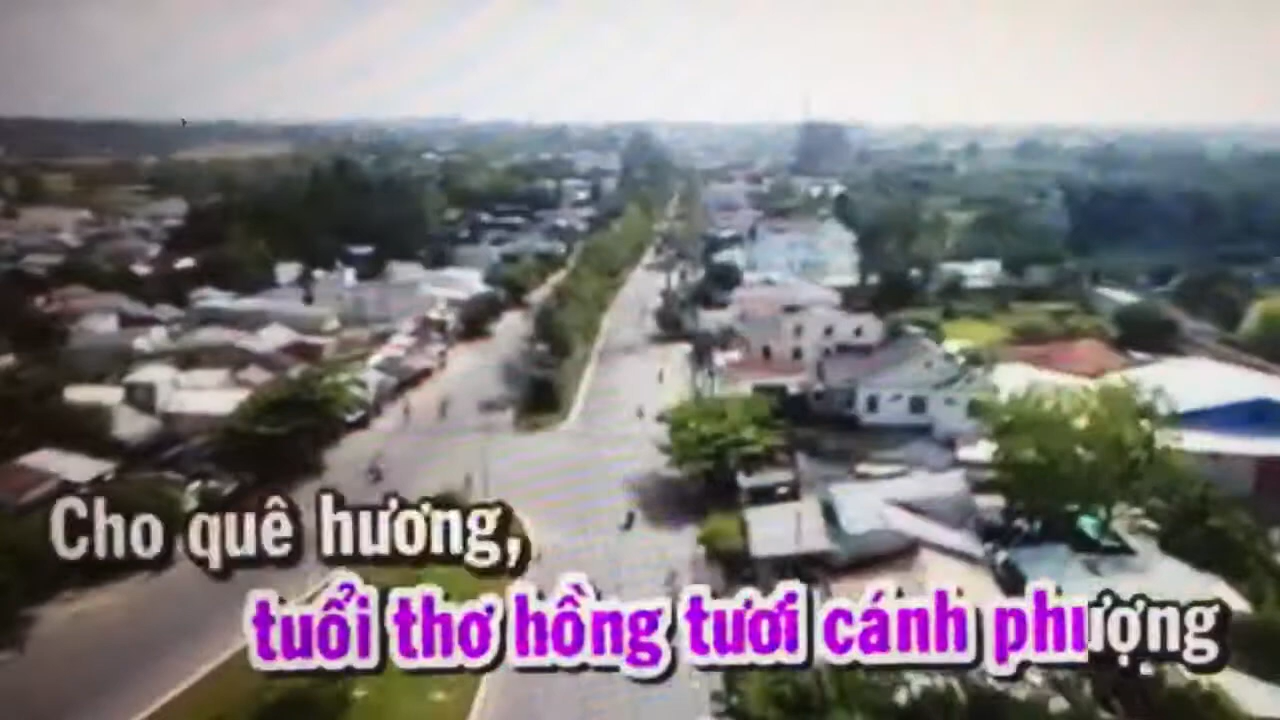 Cho quê hương,
tuổi thơ hồng tươi cánh phượng